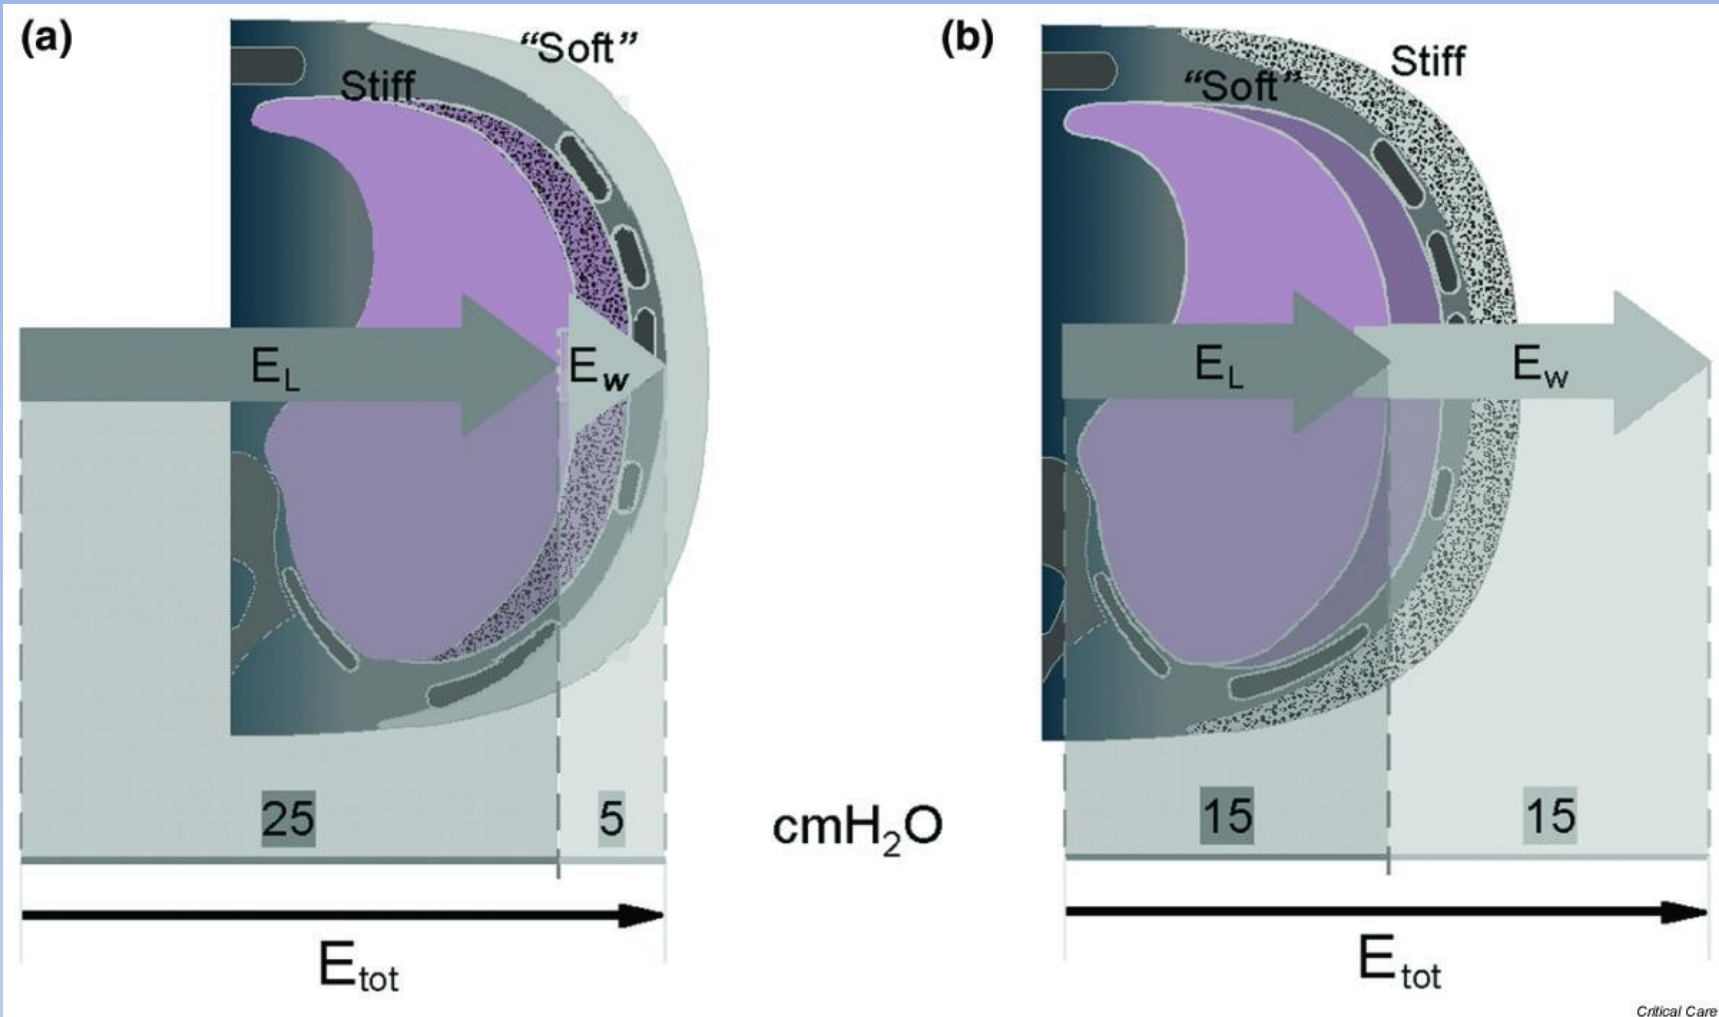 (a)
"Soft"
Stiff
E_L
E_w
25
5
E_tot
cmH₂O
(b)
Stiff
"Soft"
E_L
E_w
15
15
E_tot
Critical Care